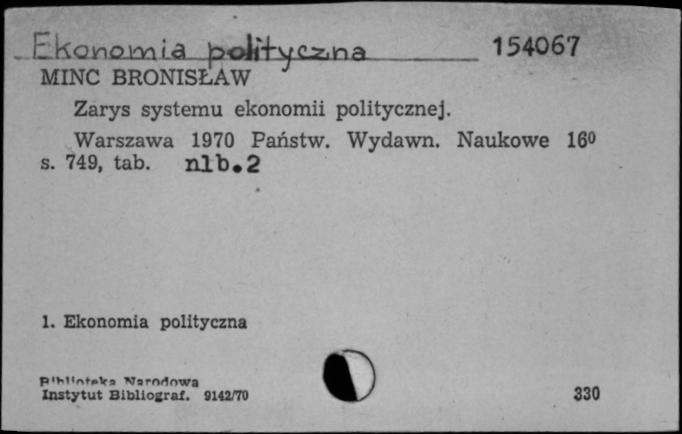 Ekonomia polityczna 154067
MINC BRONISŁAW
Zarys systemu ekonomii politycznej.
Warszawa 1970 Państw. Wydawn. Naukowe 16⁰
s. 749, tab. nlb.2
1. Ekonomia polityczna
Biblioteka Narodowa
Instytut Bibliograf. 9142/70 330